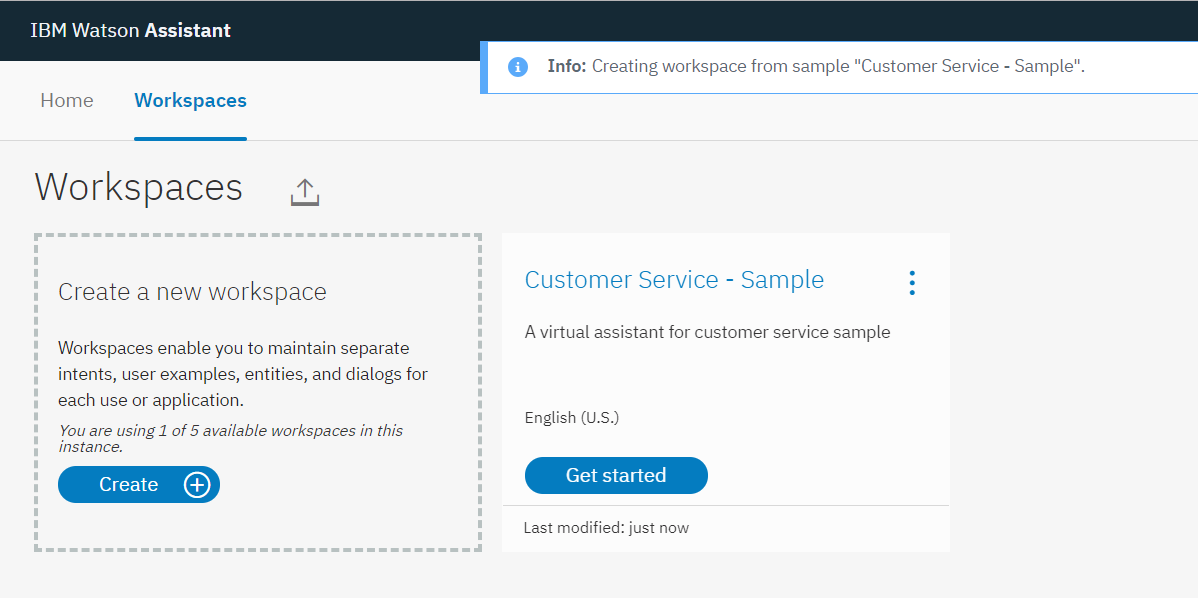 IBM Watson Assistant
Info: Creating workspace from sample "Customer Service - Sample".
Home
Workspaces
Workspaces
Create a new workspace
Workspaces enable you to maintain separate
intents, user examples, entities, and dialogs for
each use or application.
You are using 1 of 5 available workspaces in this
instance.
Create
Customer Service - Sample
A virtual assistant for customer service sample
English (U.S.)
Get started
Last modified: just now